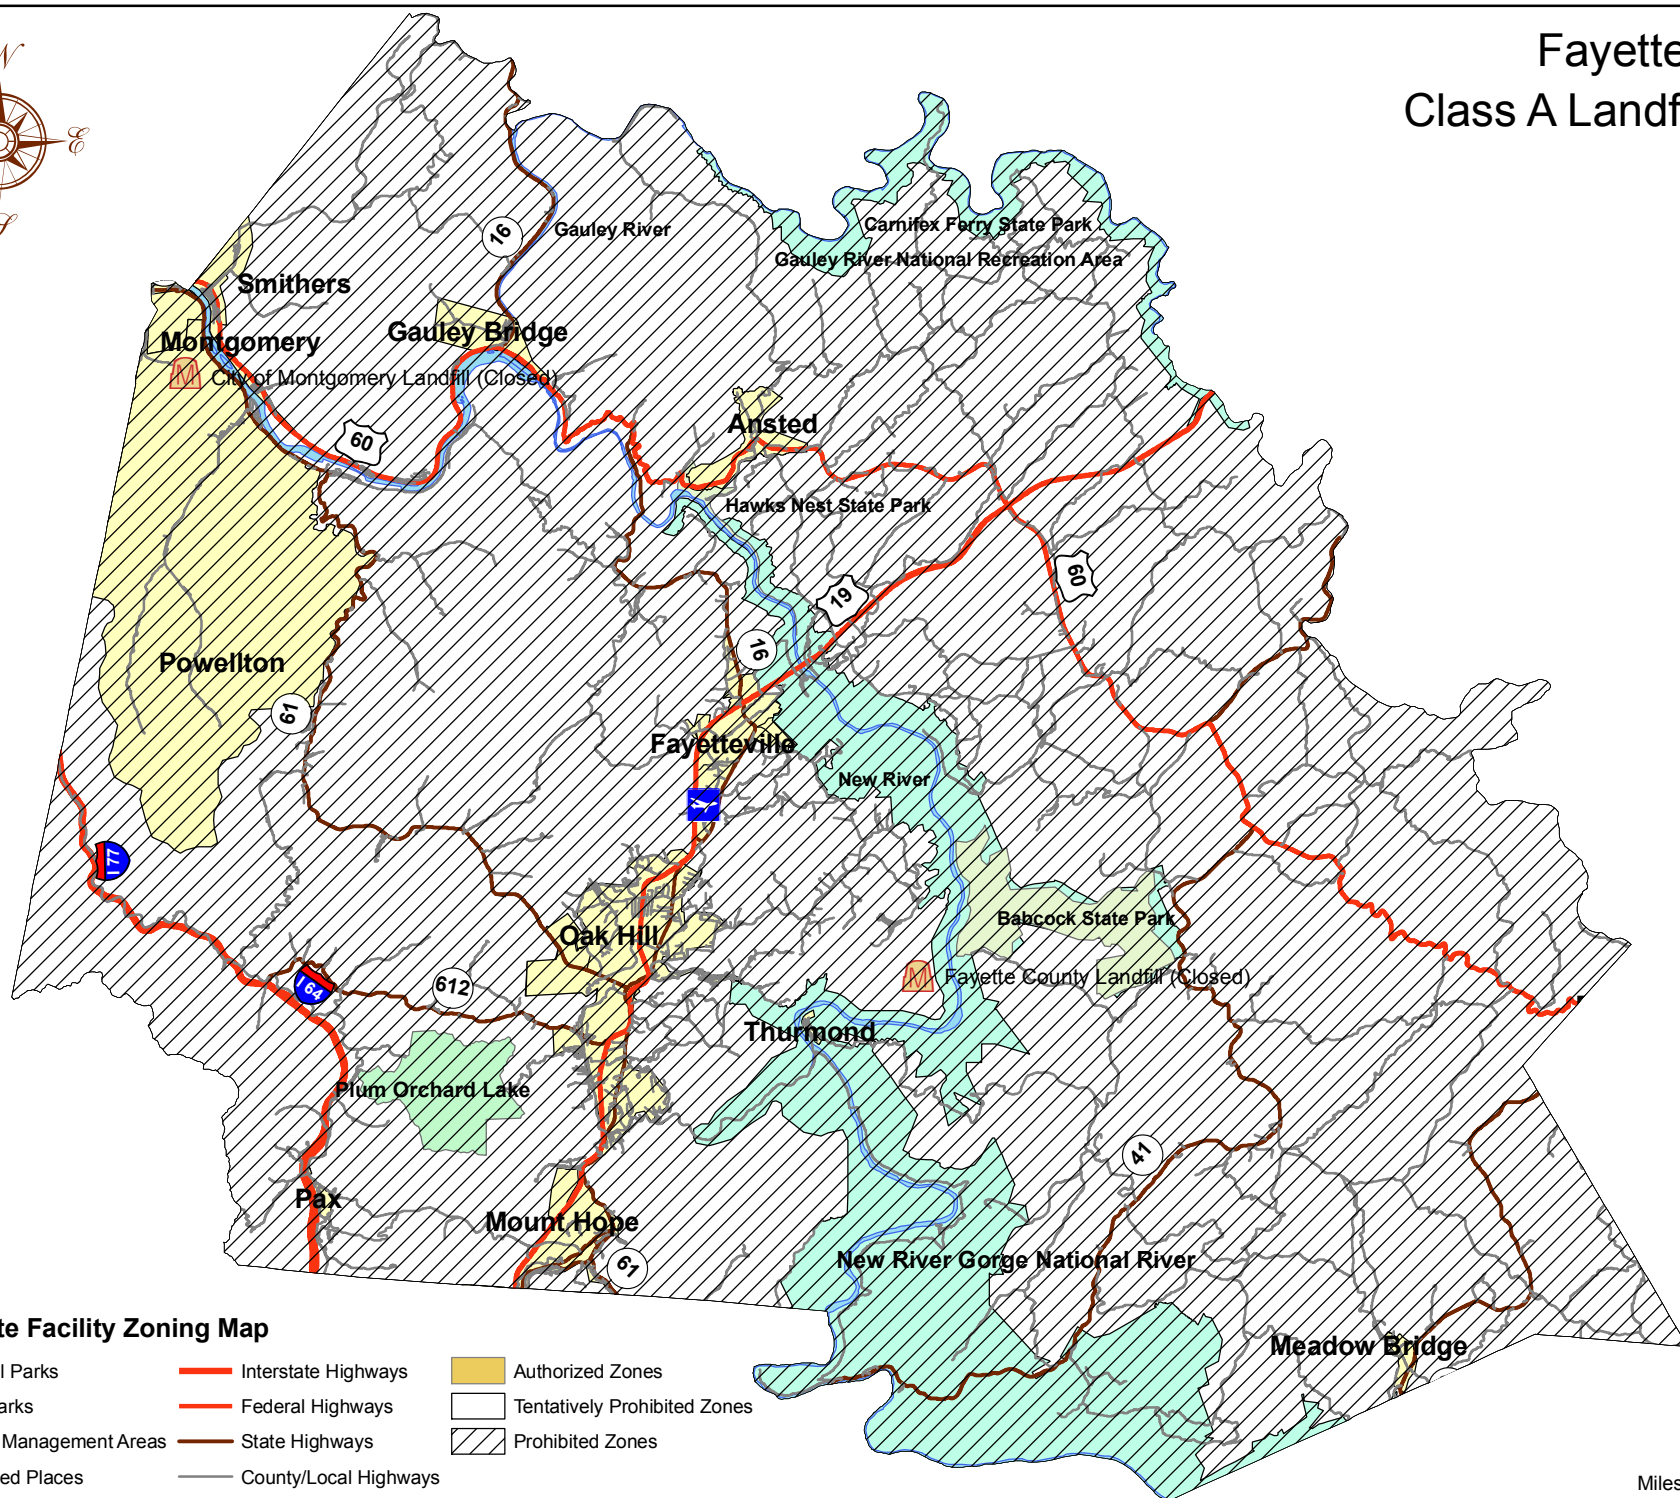 Fayette
Class A Landf
N
E
S
16
Gauley River
Carnifex Ferry State Park
Gauley River National Recreation Area
Smithers
Gauley Bridge
Montgomery
M
City of Montgomery Landfill (Closed)
Ansted
60
Hawks Nest State Park
60
19
16
Powellton
61
Fayetteville
New River
I 77
Oak Hill
Babcock State Park
M
Fayette County Landfill (Closed)
I 64
612
Thurmond
Plum Orchard Lake
41
Pax
Mount Hope
61
New River Gorge National River
Meadow Bridge
te Facility Zoning Map
l Parks
Interstate Highways
Authorized Zones
arks
Federal Highways
Tentatively Prohibited Zones
Management Areas
State Highways
Prohibited Zones
ed Places
County/Local Highways
Miles